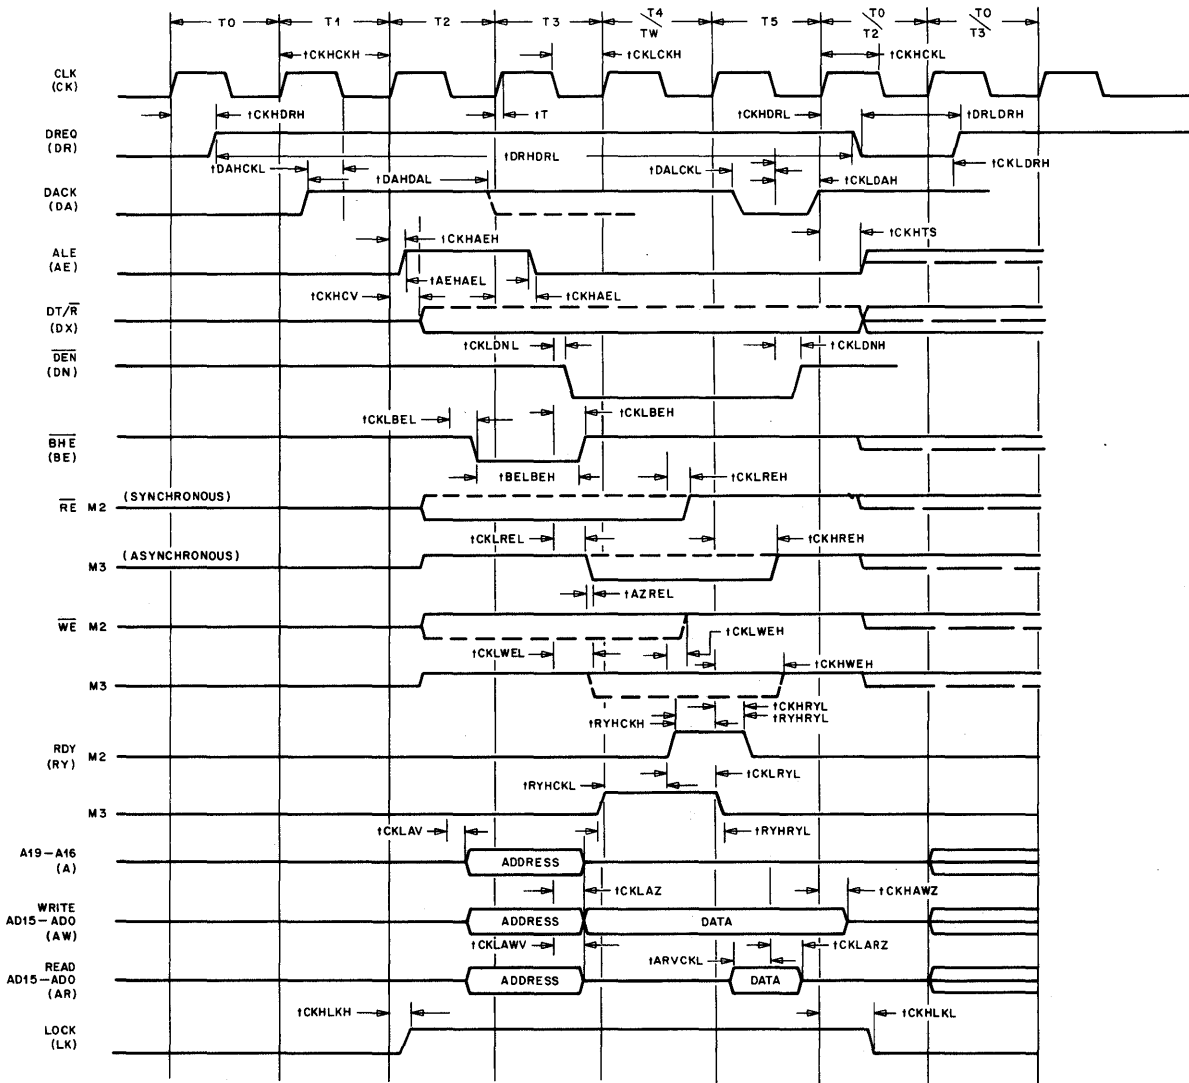 T0 T1 T2 T3 T4/TW T5 T0/T2 T0/T3
tCKHCKH tCKLCKH tCKHCKL
CLK
(CK)
tCKHDRH tT tCKHDRL tDRLDRH
DREQ
(DR)
tDRHDRL
tDAHCKL tDALCKL tCKLDRH
DACK
(DA)
tDAHDAL tCKLDAH
tCKHAEH tCKHTS
ALE
(AE)
tAEHAEL
tCKHCV tCKHAEL
DT/R̅
(DX)
tCKLDNL tCKLDNH
D̅E̅N̅
(DN)
tCKLBEL tCKLBEH
B̅H̅E̅
(BE)
tBELBEH tCKLREH
(SYNCHRONOUS)
R̅E̅ M2
tCKLREL tCKHREH
(ASYNCHRONOUS)
M3
tAZREL
W̅E̅ M2
tCKLWEH
tCKLWEL tCKHWEH
M3
tCKHRYL
tRYHCKH tRYHRYL
RDY
(RY) M2
tRYHCKL tCKLRYL
M3
tCKLAV tRYHRYL
A19-A16
(A)
ADDRESS
tCKLAZ tCKHAWZ
WRITE
AD15-AD0
(AW)
ADDRESS DATA
tCKLAWV tCKLARZ
tARVCKL
READ
AD15-AD0
(AR)
ADDRESS DATA
tCKHLKH tCKHLKL
LOCK
(LK)